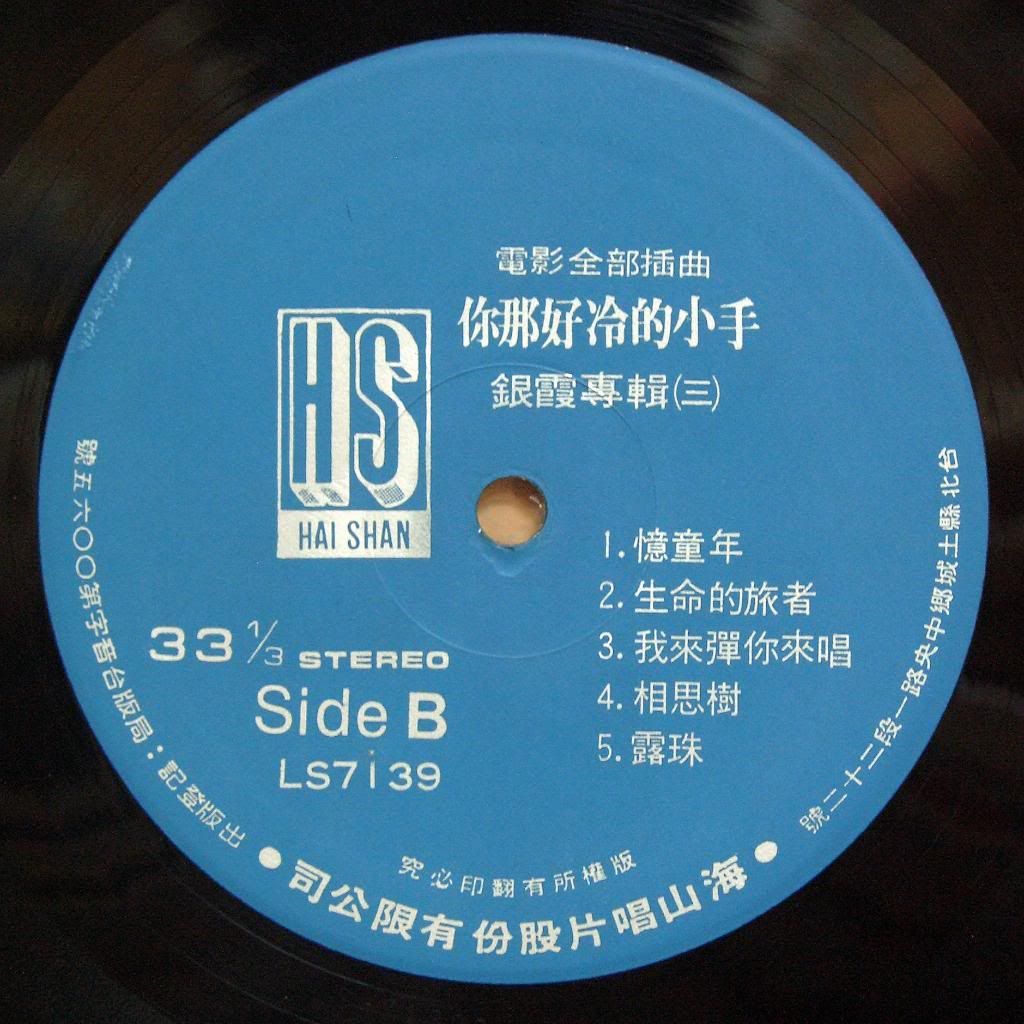 電影全部插曲
你那好冷的小手
銀霞專輯(三)
HS
HAI SHAN
1.憶童年
2.生命的旅者
3.我來彈你來唱
4.相思樹
5.露珠
33 1/3 STEREO
Side B
LS7139
出版登記:局版台音字第〇〇六五號
版權所有翻印必究
海山唱片股份有限公司
台北縣土城鄉中央路一段二十二號